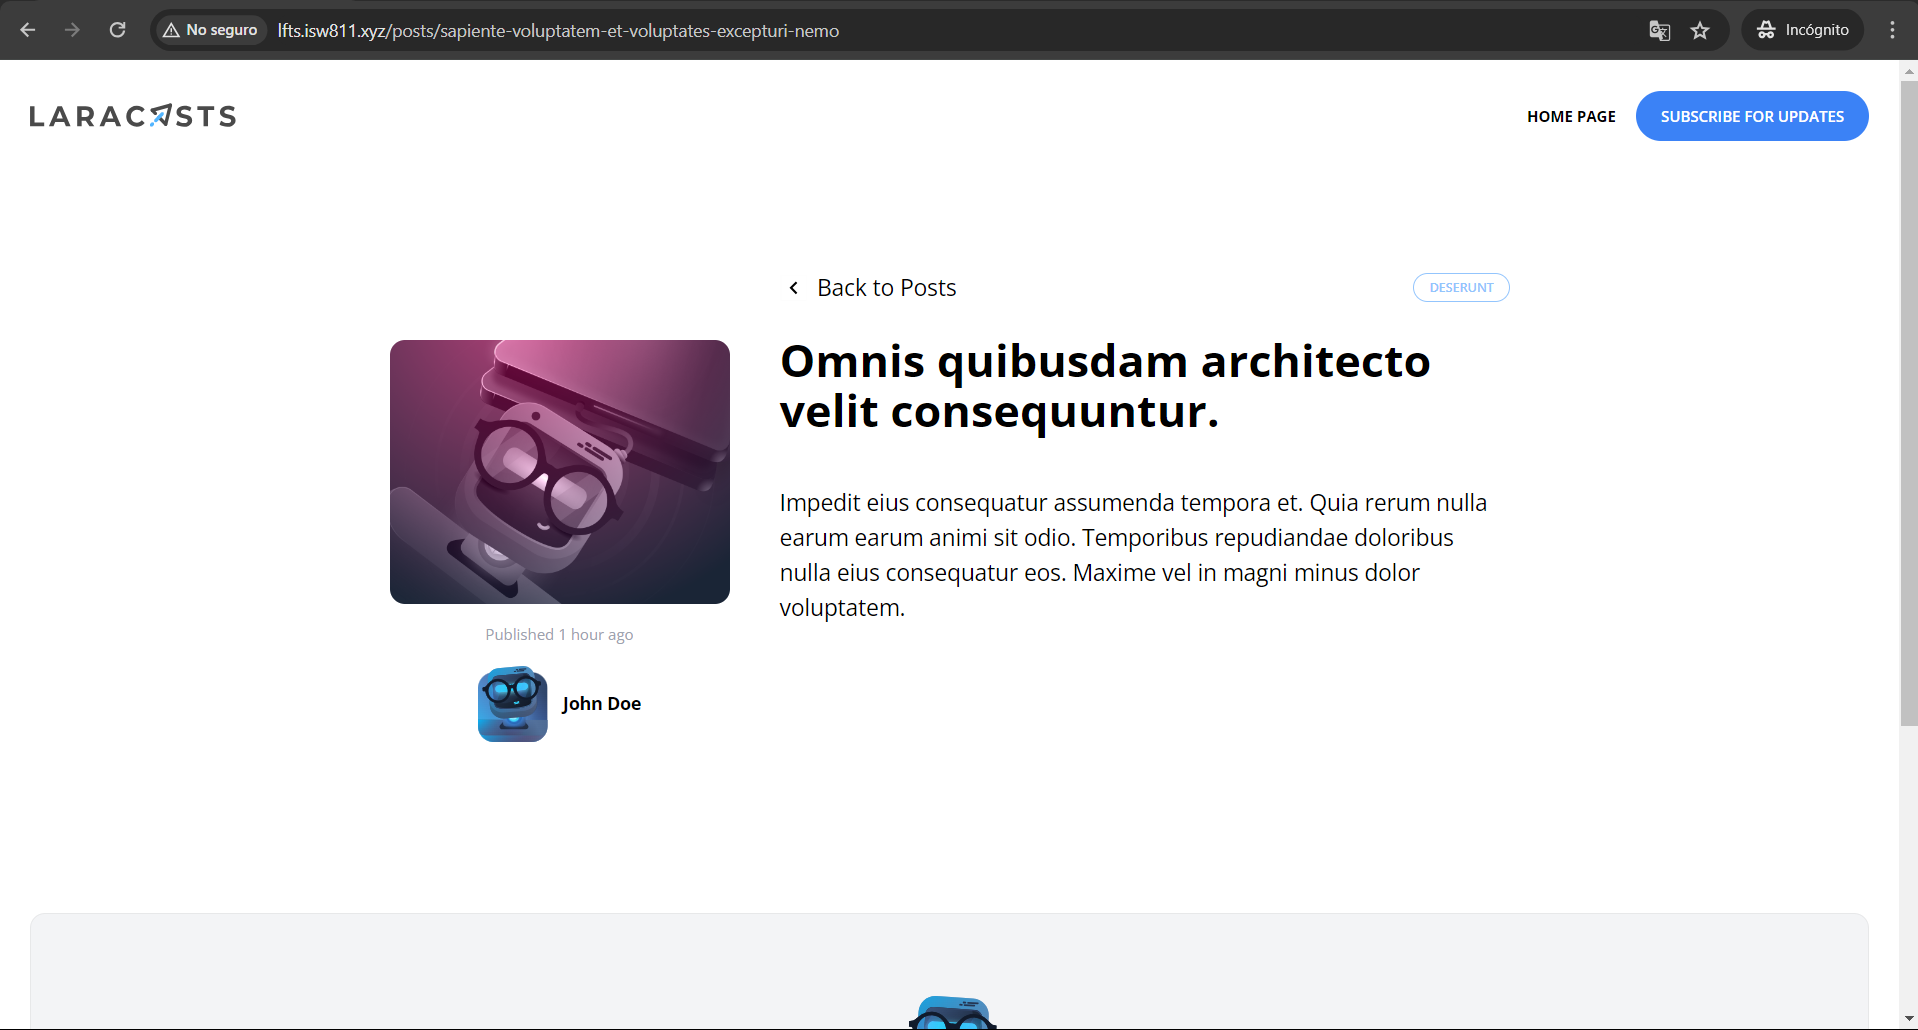 No seguro
lfts.isw811.xyz/posts/sapiente-voluptatem-et-voluptates-excepturi-nemo
Incógnito
LARACASTS
HOME PAGE
SUBSCRIBE FOR UPDATES
Back to Posts
DESERUNT
Omnis quibusdam architecto
velit consequuntur.
Impedit eius consequatur assumenda tempora et. Quia rerum nulla
earum earum animi sit odio. Temporibus repudiandae doloribus
nulla eius consequatur eos. Maxime vel in magni minus dolor
voluptatem.
Published 1 hour ago
John Doe